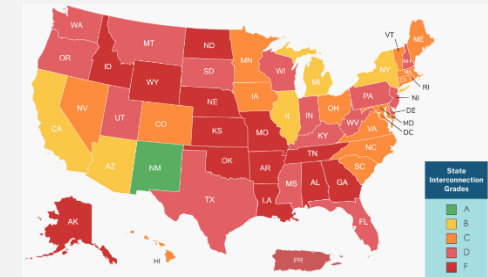 WA
MT
ND
MN
VT
ME
OR
ID
SD
WI
MI
NY
MA
RI
WY
IA
PA
NJ
NE
NV
UT
CO
IL
IN
OH
WV
DE
MD
DC
CA
KS
MO
KY
VA
NC
AZ
NM
OK
AR
TN
SC
TX
LA
MS
AL
GA
FL
AK
HI
PR
State
Interconnection
Grades
A
B
C
D
F